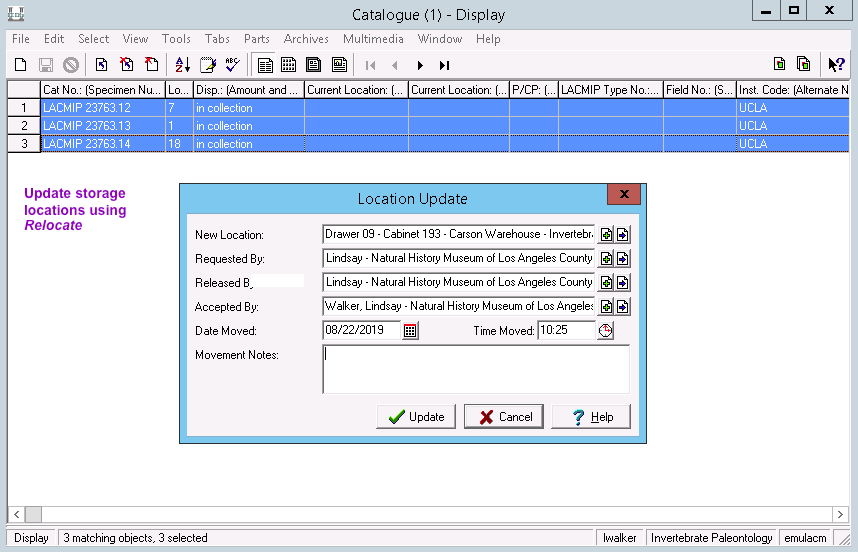 Catalogue (1) - Display
File Edit Select View Tools Tabs Parts Archives Multimedia Window Help
Cat No.: (Specimen Nu... Lo... Disp.: (Amount and ... Current Location: (... Current Location: (... P/CP: (... LACMIP Type No.:... Field No.: (S... Inst. Code: (Alternate N
1 LACMIP 23763.12 7 in collection UCLA
2 LACMIP 23763.13 1 in collection UCLA
3 LACMIP 23763.14 18 in collection UCLA
Update storage
locations using
Relocate
Location Update
New Location: Drawer 09 - Cabinet 193 - Carson Warehouse - Invertebr
Requested By: Lindsay - Natural History Museum of Los Angeles County
Released B Lindsay - Natural History Museum of Los Angeles County
Accepted By: Walker, Lindsay - Natural History Museum of Los Angeles
Date Moved: 08/22/2019 Time Moved: 10:25
Movement Notes:
Update Cancel Help
Display 3 matching objects, 3 selected lwalker Invertebrate Paleontology emulacm